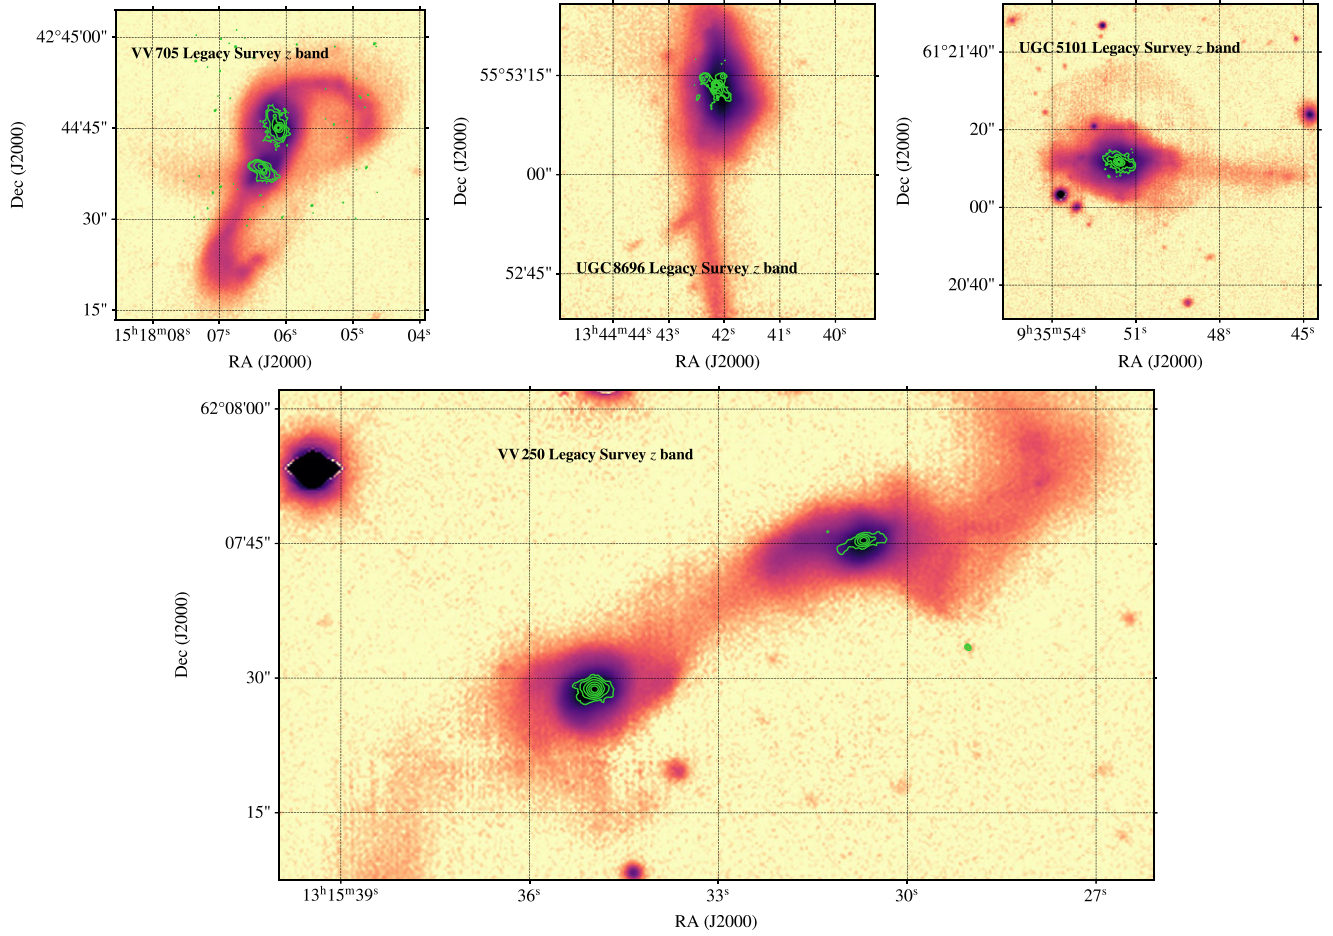 VV 705 Legacy Survey z band
42°45'00"
44'45"
30"
15"
Dec (J2000)
15ʰ18ᵐ08ˢ 07ˢ 06ˢ 05ˢ 04ˢ
RA (J2000)
55°53'15"
00"
52'45"
Dec (J2000)
UGC 8696 Legacy Survey z band
13ʰ44ᵐ44ˢ 43ˢ 42ˢ 41ˢ 40ˢ
RA (J2000)
UGC 5101 Legacy Survey z band
61°21'40"
20"
00"
20'40"
Dec (J2000)
9ʰ35ᵐ54ˢ 51ˢ 48ˢ 45ˢ
RA (J2000)
VV 250 Legacy Survey z band
62°08'00"
07'45"
30"
15"
Dec (J2000)
13ʰ15ᵐ39ˢ 36ˢ 33ˢ 30ˢ 27ˢ
RA (J2000)